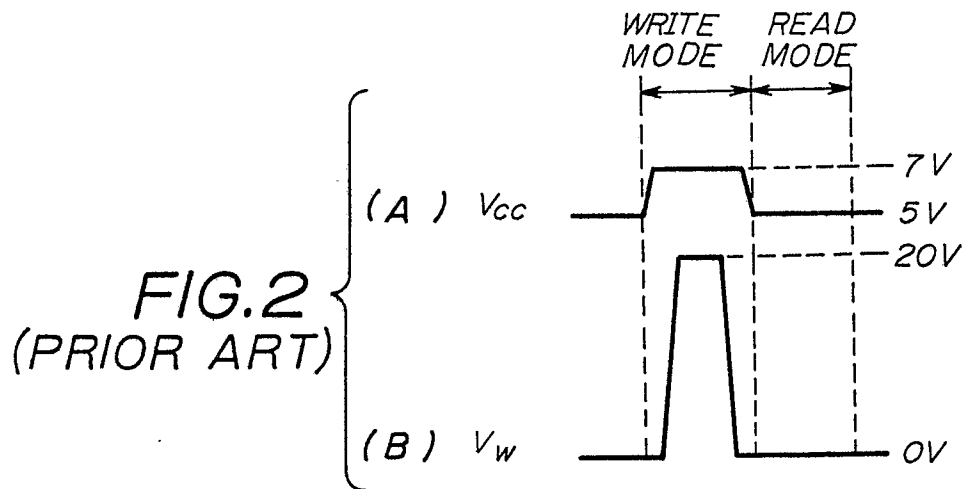 WRITE MODE
READ MODE
(A) Vcc
7V
5V
20V
FIG.2
(PRIOR ART)
(B) Vw
0V